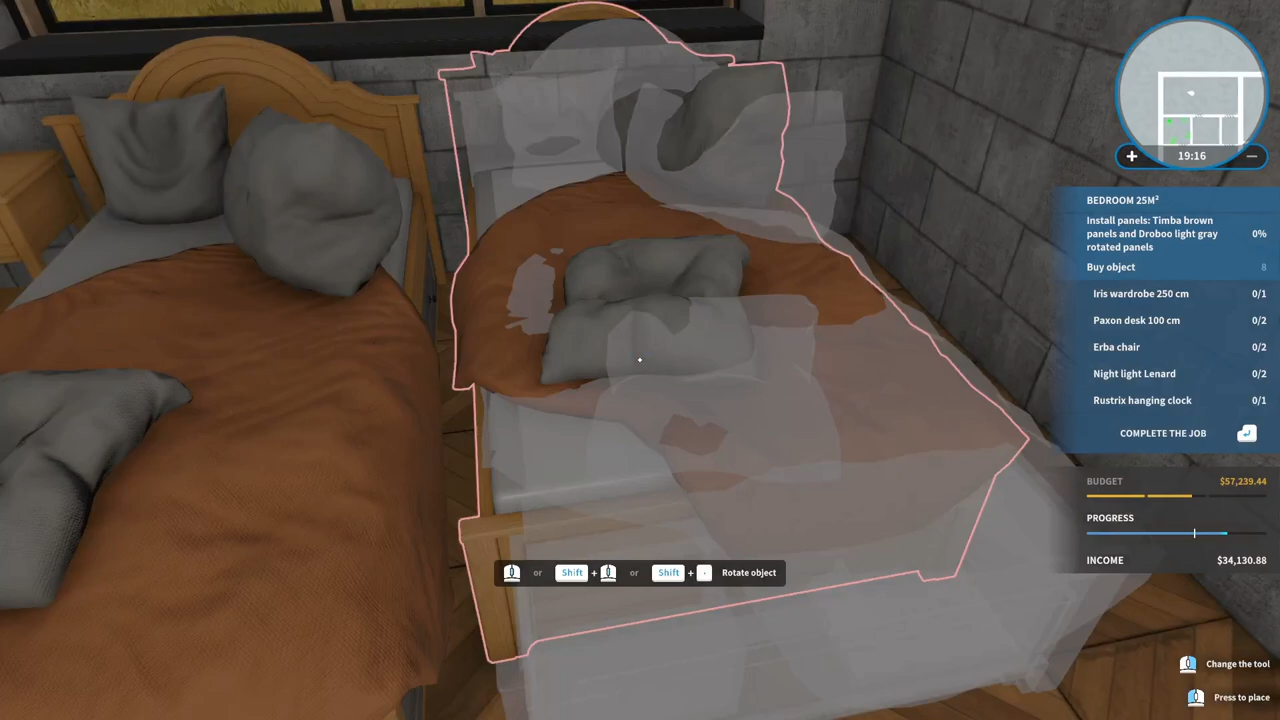 19:16
BEDROOM 25M²
Install panels: Timba brown
panels and Droboo light gray
rotated panels
0%
Buy object 8
Iris wardrobe 250 cm 0/1
Paxon desk 100 cm 0/2
Erba chair 0/2
Night light Lenard 0/2
Rustrix hanging clock 0/1
COMPLETE THE JOB
BUDGET $57,239.44
PROGRESS
INCOME $34,130.88
or Shift + or Shift + . Rotate object
Change the tool
Press to place